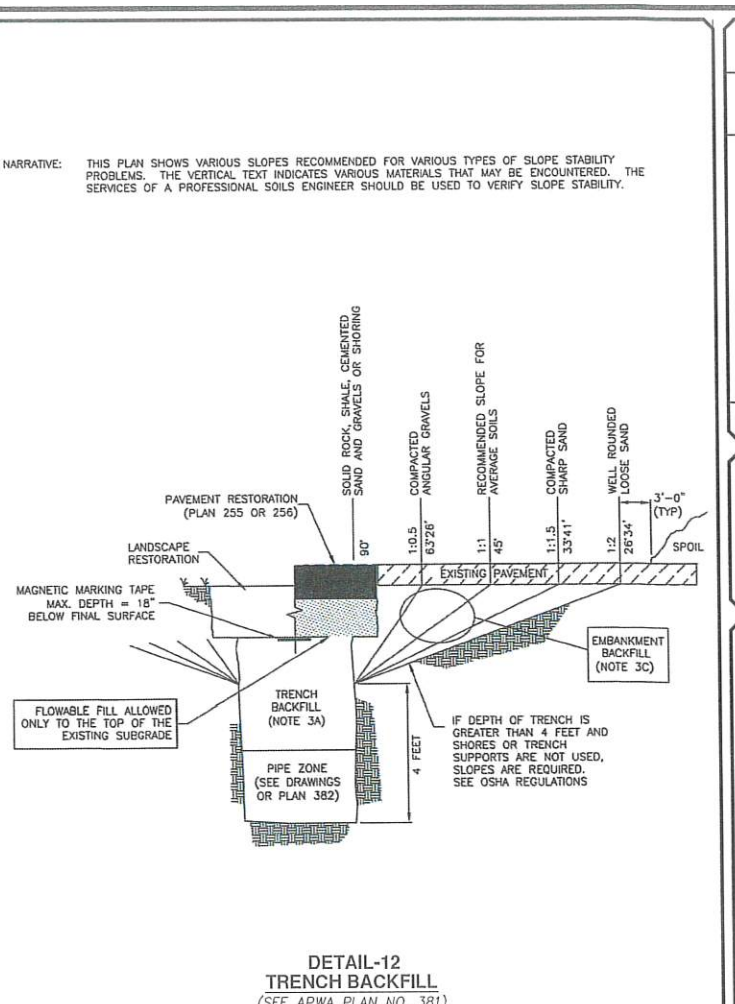 NARRATIVE: THIS PLAN SHOWS VARIOUS SLOPES RECOMMENDED FOR VARIOUS TYPES OF SLOPE STABILITY
PROBLEMS. THE VERTICAL TEXT INDICATES VARIOUS MATERIALS THAT MAY BE ENCOUNTERED. THE
SERVICES OF A PROFESSIONAL SOILS ENGINEER SHOULD BE USED TO VERIFY SLOPE STABILITY.
SOLID ROCK, SHALE, CEMENTED
SAND AND GRAVELS OR SHORING
90°
COMPACTED
ANGULAR GRAVELS
1:0.5
63°26'
RECOMMENDED SLOPE FOR
AVERAGE SOILS
1:1
45°
COMPACTED
SHARP SAND
1:1.5
33°41'
WELL ROUNDED
LOOSE SAND
1:2
26°34'
3'-0"
(TYP)
SPOIL
PAVEMENT RESTORATION
(PLAN 255 OR 256)
LANDSCAPE
RESTORATION
EXISTING PAVEMENT
MAGNETIC MARKING TAPE
MAX. DEPTH = 18"
BELOW FINAL SURFACE
EMBANKMENT
BACKFILL
(NOTE 3C)
FLOWABLE FILL ALLOWED
ONLY TO THE TOP OF THE
EXISTING SUBGRADE
TRENCH
BACKFILL
(NOTE 3A)
4 FEET
IF DEPTH OF TRENCH IS
GREATER THAN 4 FEET AND
SHORES OR TRENCH
SUPPORTS ARE NOT USED,
SLOPES ARE REQUIRED.
SEE OSHA REGULATIONS
PIPE ZONE
(SEE DRAWINGS
OR PLAN 382)
DETAIL-12
TRENCH BACKFILL
(SEE APWA PLAN NO. 381)